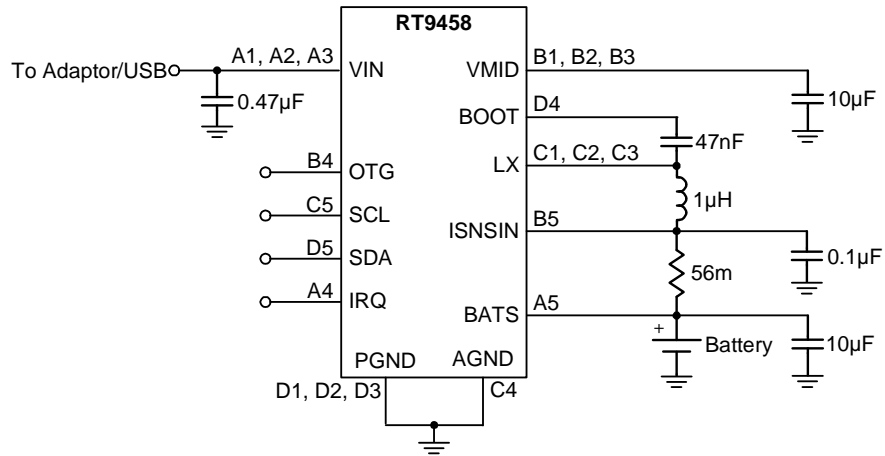 RT9458
To Adaptor/USB
A1, A2, A3
VIN
0.47µF
B4
OTG
C5
SCL
D5
SDA
A4
IRQ
PGND
D1, D2, D3
AGND
C4
VMID
B1, B2, B3
10µF
BOOT
D4
47nF
LX
C1, C2, C3
1µH
ISNSIN
B5
0.1µF
56m
BATS
A5
+
Battery
10µF